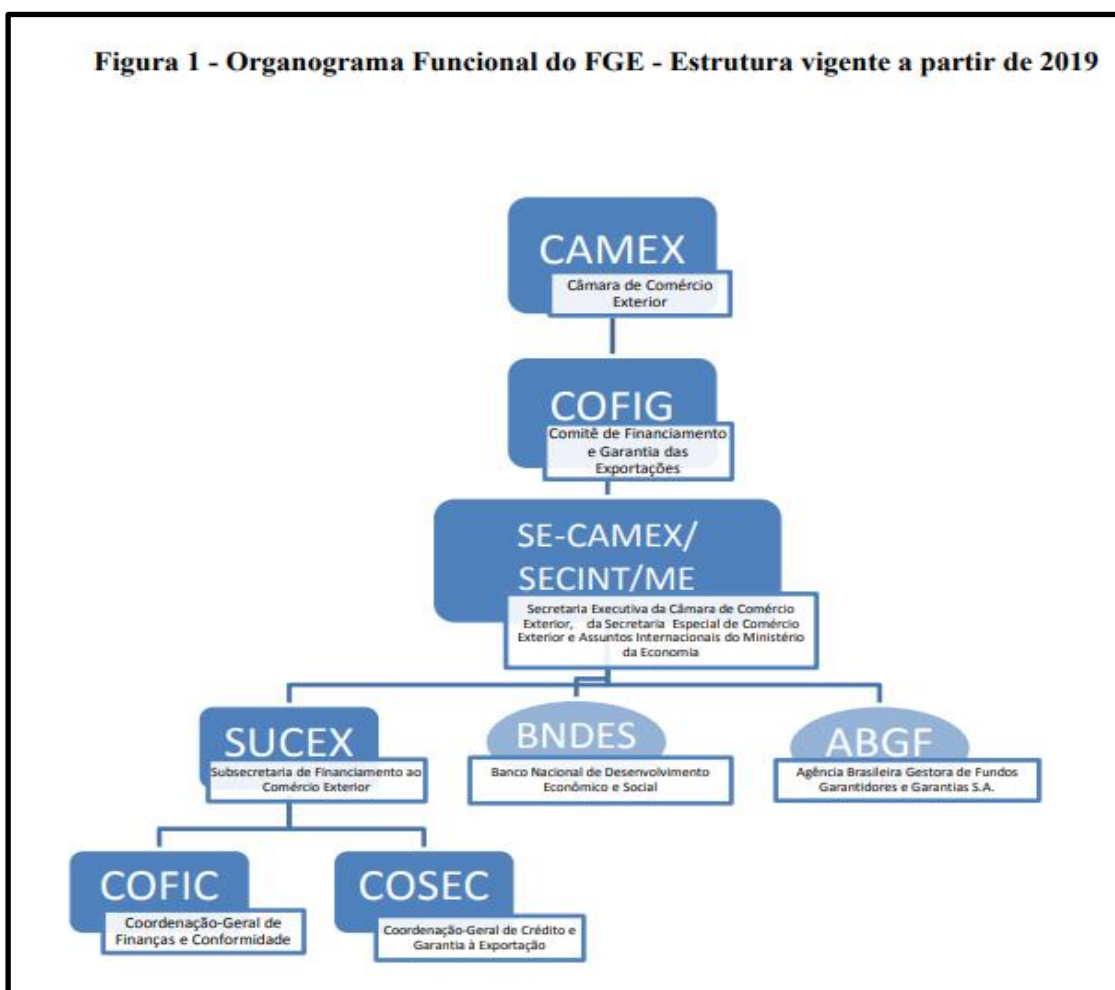 Figura 1 - Organograma Funcional do FGE - Estrutura vigente a partir de 2019
CAMEX
Câmara de Comércio
Exterior
COFIG
Comitê de Financiamento
e Garantia das
Exportações
SE-CAMEX/
SECINT/ME
Secretaria Executiva da Câmara de Comércio
Exterior, da Secretaria Especial de Comércio
Exterior e Assuntos Internacionais do Ministério
da Economia
SUCEX
Subsecretaria de Financiamento ao
Comércio Exterior
BNDES
Banco Nacional de Desenvolvimento
Econômico e Social
ABGF
Agência Brasileira Gestora de Fundos
Garantidores e Garantias S.A.
COFIC
Coordenação-Geral de
Finanças e Conformidade
COSEC
Coordenação-Geral de Crédito e
Garantia à Exportação